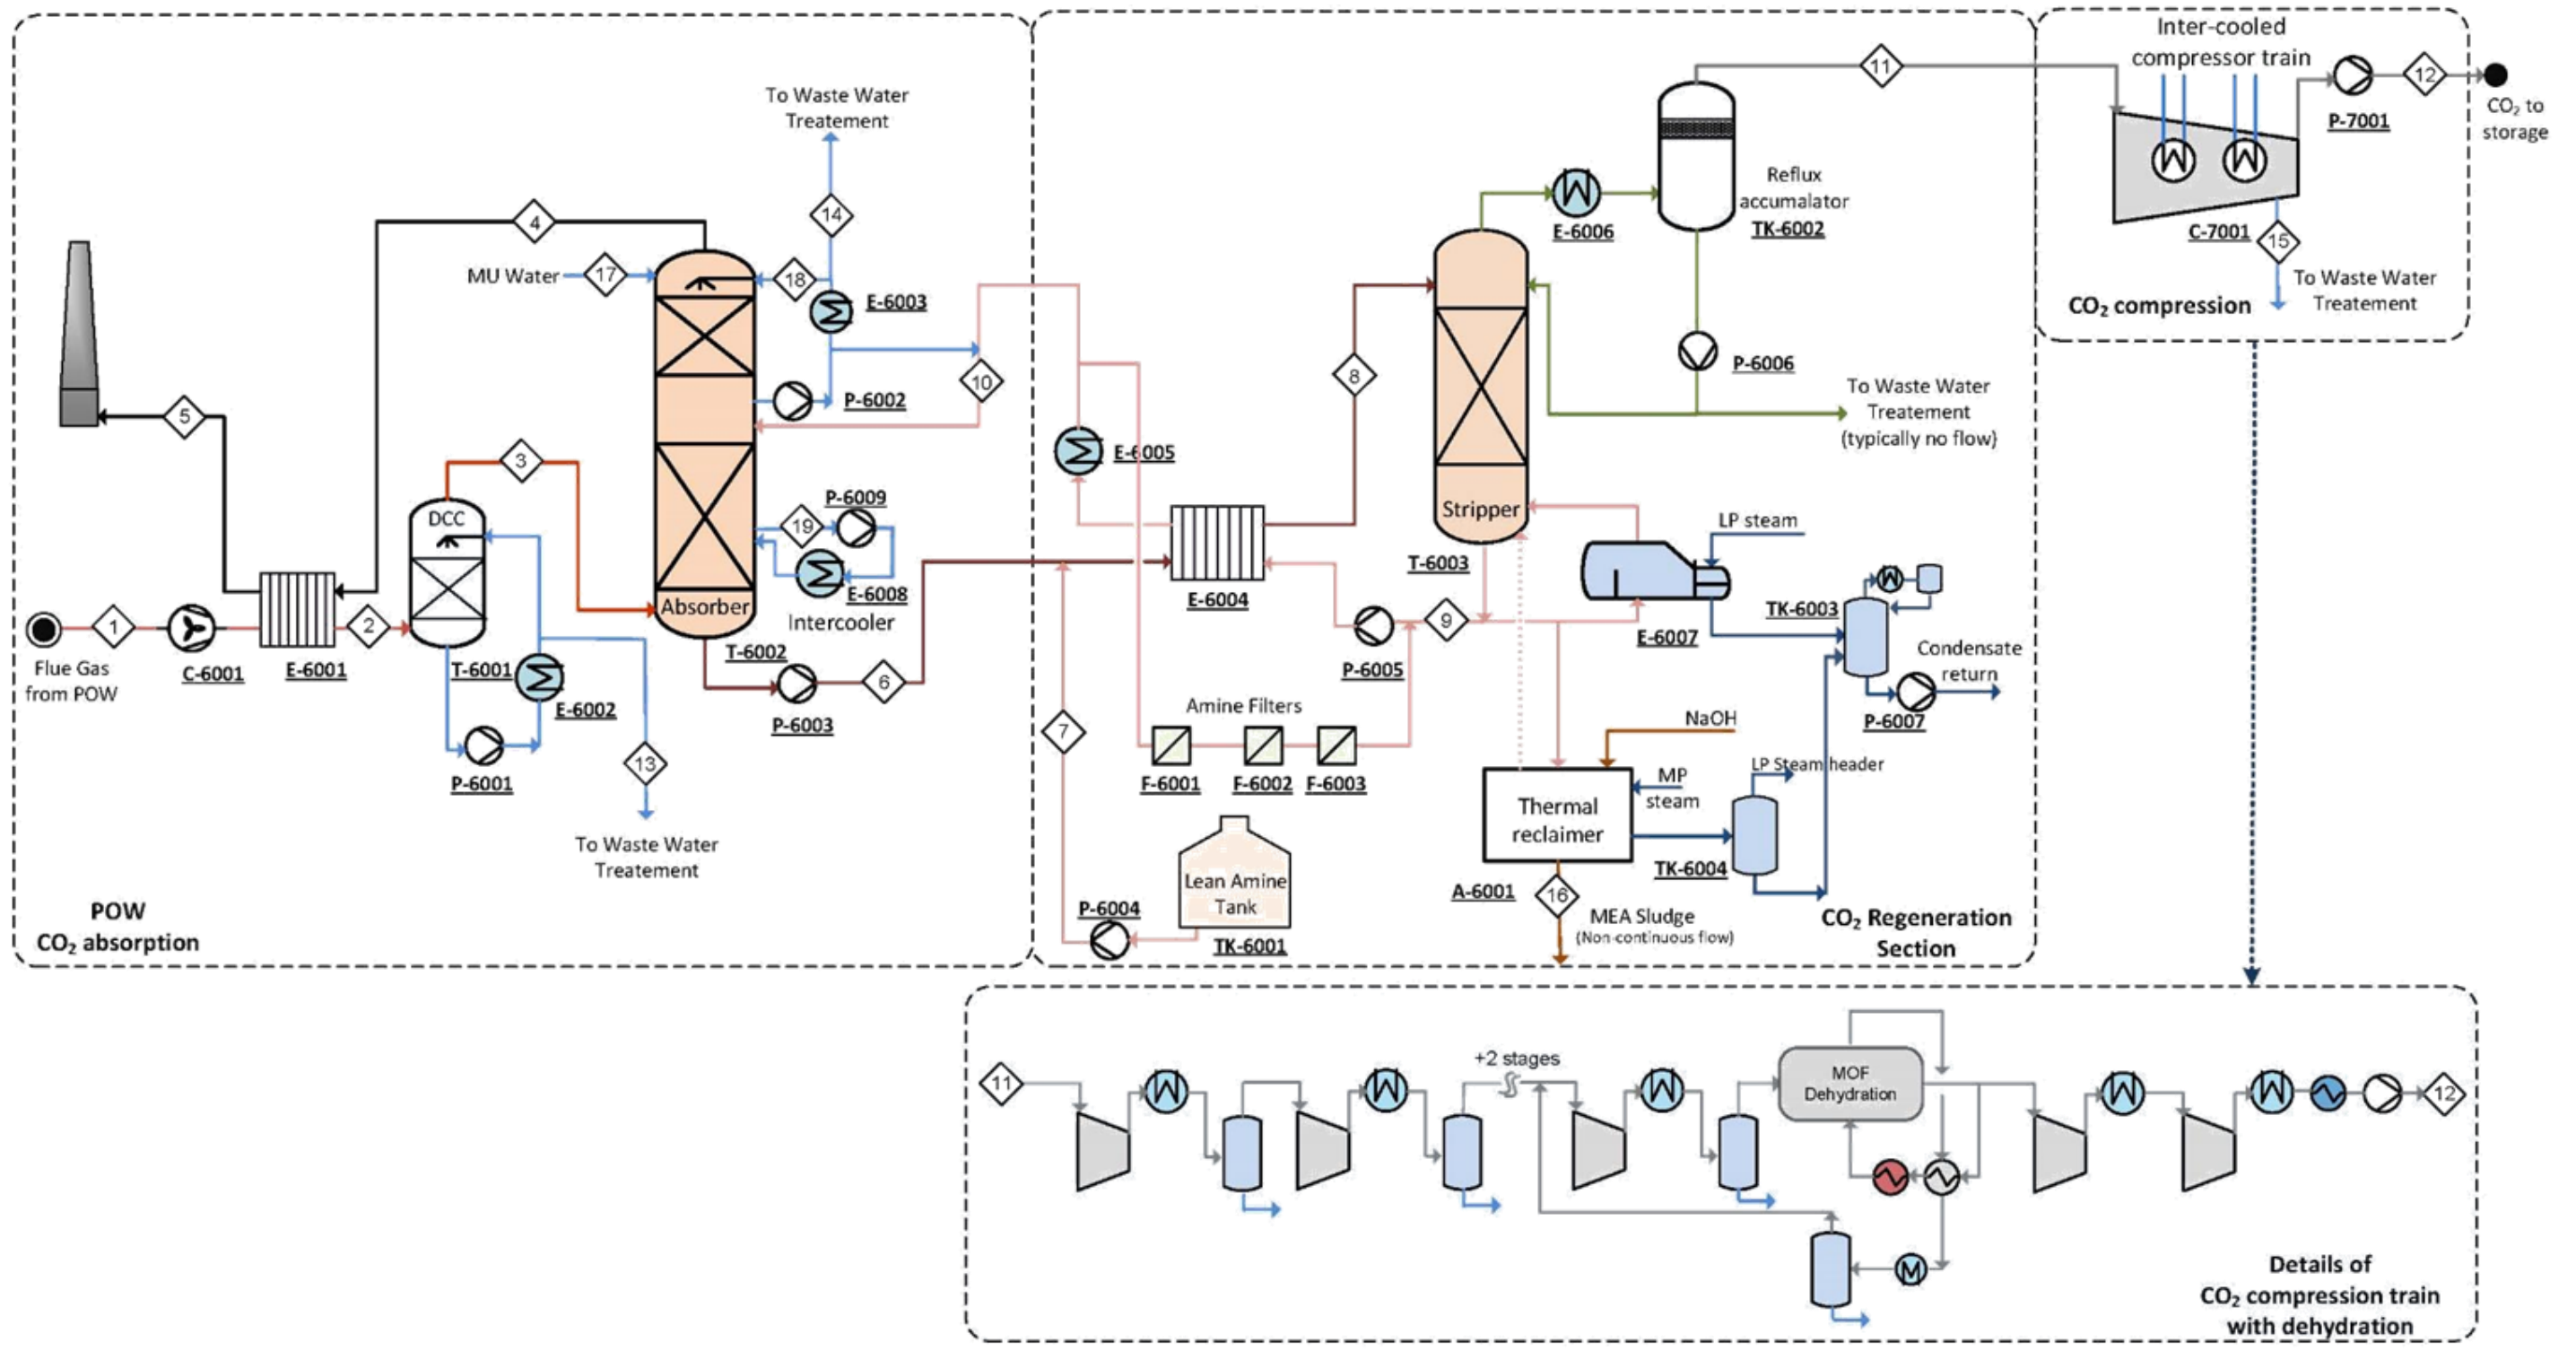 To Waste Water
Treatement
14
4
MU Water
17
18
E-6003
10
P-6002
5
3
DCC
P-6009
19
E-6008
Intercooler
Absorber
1
2
Flue Gas
from POW
C-6001
E-6001
T-6001
E-6002
P-6001
T-6002
P-6003
6
13
To Waste Water
Treatement
POW
CO₂ absorption
11
Reflux
accumalator
TK-6002
E-6006
P-6006
8
To Waste Water
Treatement
(typically no flow)
E-6005
Stripper
T-6003
E-6004
LP steam
TK-6003
E-6007
9
P-6005
Condensate
return
P-6007
7
Amine Filters
F-6001
F-6002
F-6003
NaOH
LP Steam header
MP
steam
Thermal
reclaimer
TK-6004
A-6001
16
MEA Sludge
(Non-continuous flow)
Lean Amine
Tank
P-6004
TK-6001
CO₂ Regeneration
Section
Inter-cooled
compressor train
P-7001
12
CO₂ to
storage
C-7001
15
To Waste Water
Treatement
CO₂ compression
11
+2 stages
MOF
Dehydration
12
Details of
CO₂ compression train
with dehydration